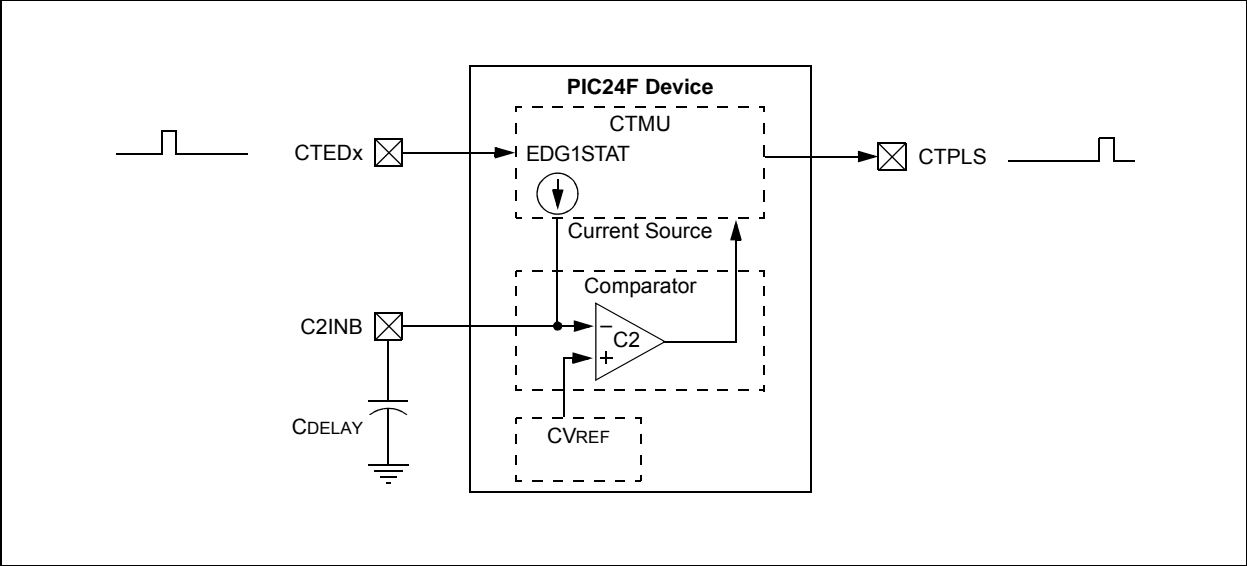 PIC24F Device
CTMU
CTEDx
EDG1STAT
CTPLS
Current Source
Comparator
C2INB
–
C2
+
CDELAY
CVREF